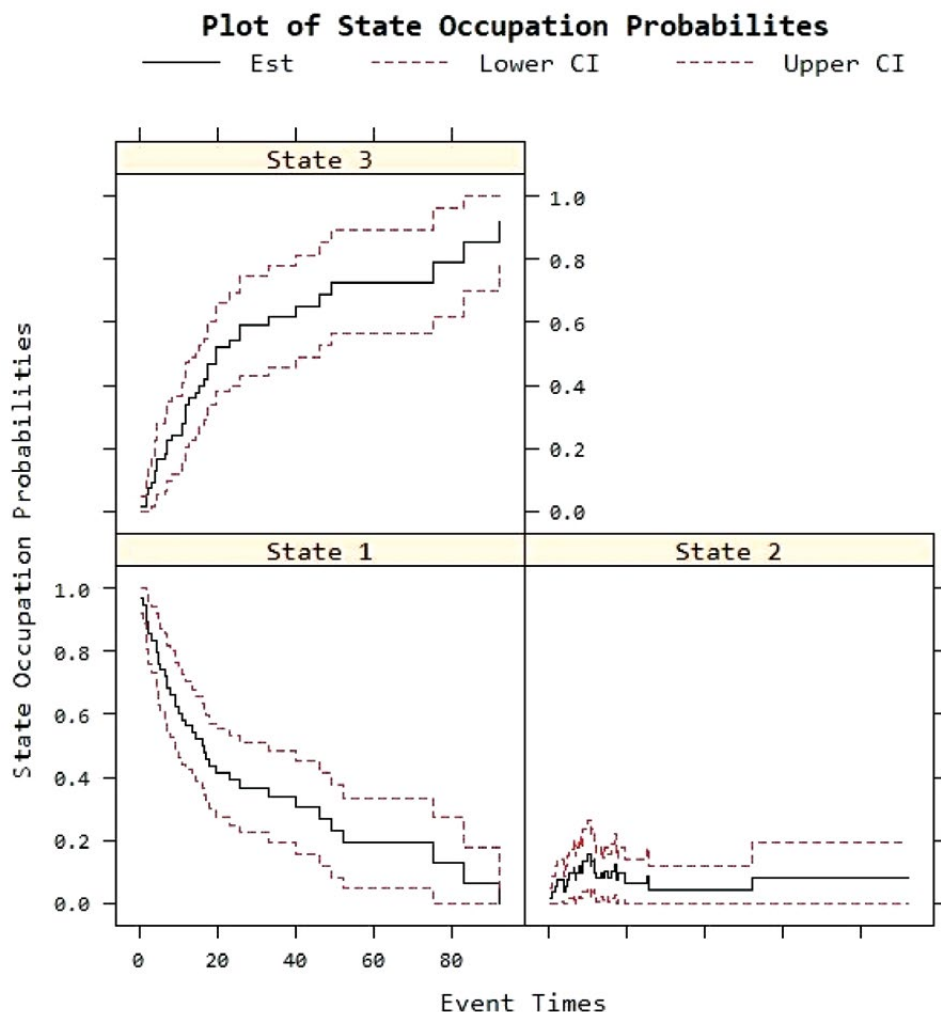 Plot of State Occupation Probabilites
Est Lower CI Upper CI
State 3
1.0
0.8
0.6
0.4
0.2
0.0
State Occupation Probabilities
State 1 State 2
1.0
0.8
0.6
0.4
0.2
0.0
0 20 40 60 80
Event Times